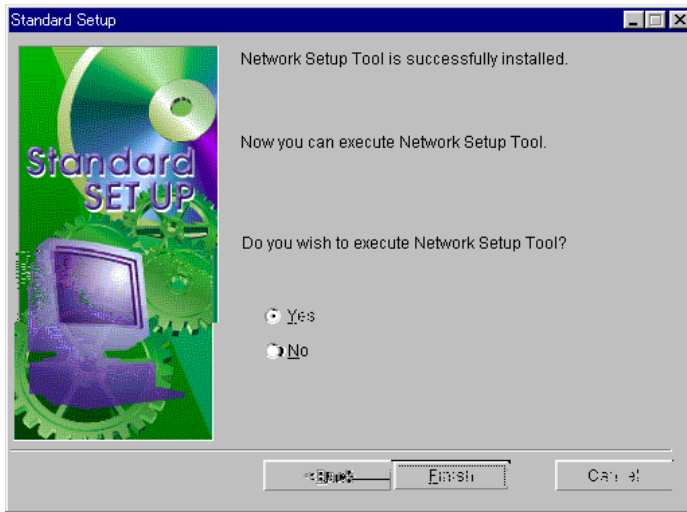 Standard Setup
Network Setup Tool is successfully installed.
Now you can execute Network Setup Tool.
Standard
SET UP
Do you wish to execute Network Setup Tool?
Yes
No
Finish
Cancel